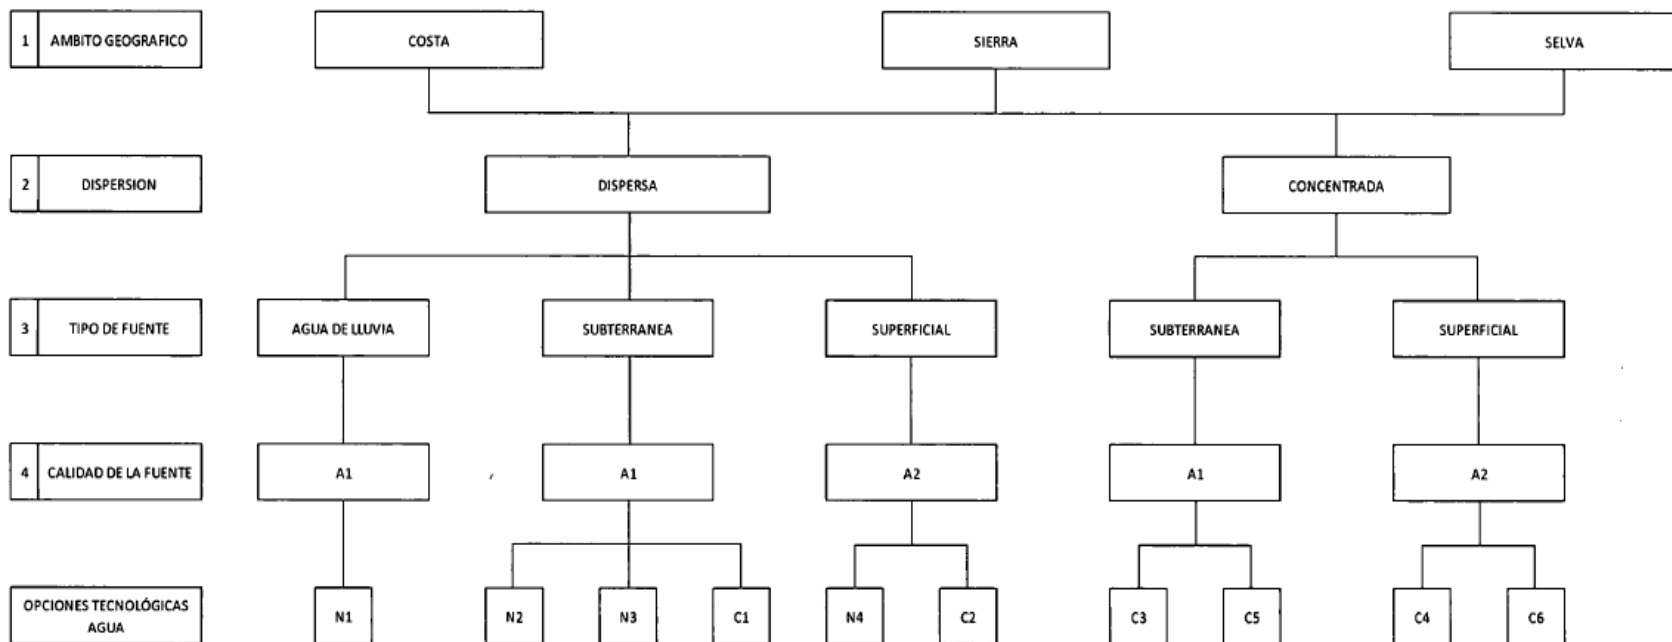 1 AMBITO GEOGRAFICO COSTA SIERRA SELVA
2 DISPERSION DISPERSA CONCENTRADA
3 TIPO DE FUENTE AGUA DE LLUVIA SUBTERRANEA SUPERFICIAL SUBTERRANEA SUPERFICIAL
4 CALIDAD DE LA FUENTE A1 A1 A2 A1 A2
OPCIONES TECNOLÓGICAS
AGUA
N1 N2 N3 C1 N4 C2 C3 C5 C4 C6